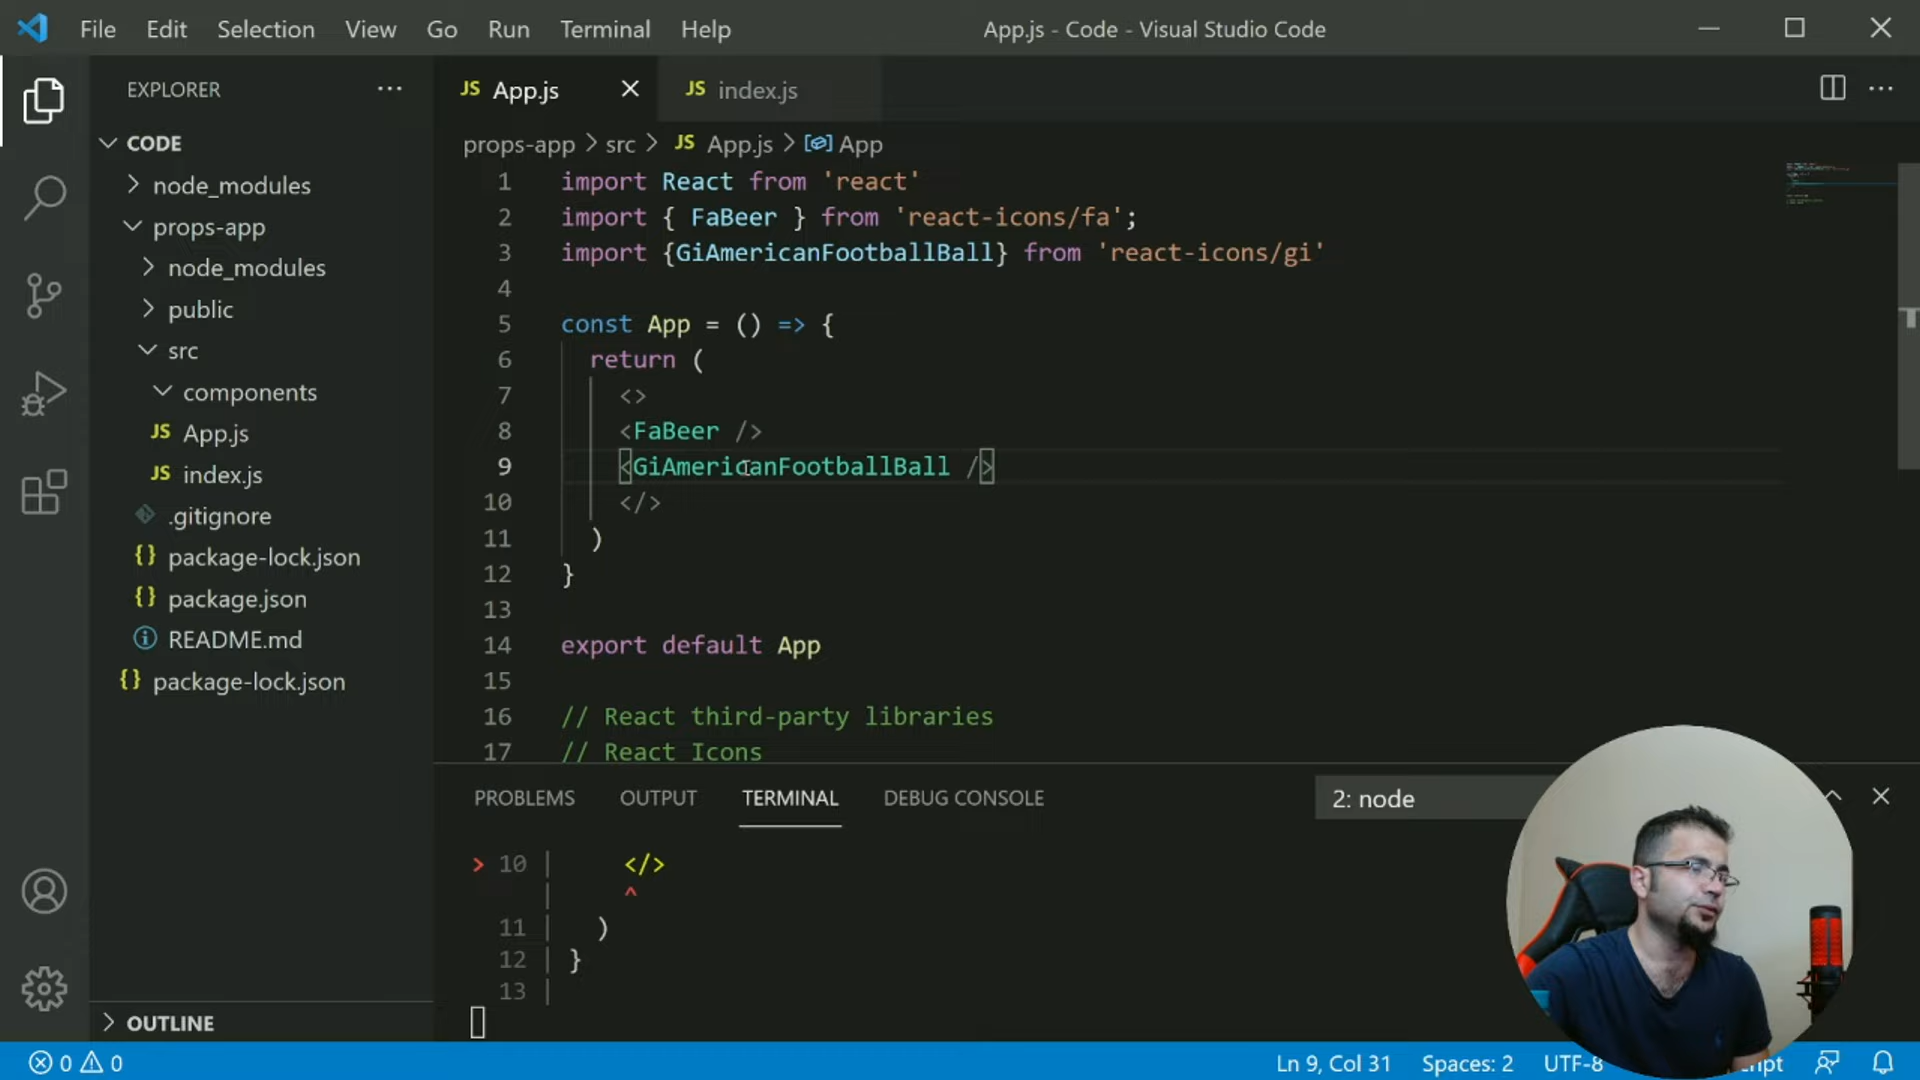 File Edit Selection View Go Run Terminal Help
App.js - Code - Visual Studio Code
EXPLORER ···
JS App.js
JS index.js
···
CODE
node_modules
props-app
node_modules
public
src
components
JS App.js
JS index.js
.gitignore
{} package-lock.json
{} package.json
README.md
{} package-lock.json
OUTLINE
props-app > src > JS App.js > App
1 import React from 'react'
2 import { FaBeer } from 'react-icons/fa';
3 import {GiAmericanFootballBall} from 'react-icons/gi'
4
5 const App = () => {
6 return (
7 <>
8 <FaBeer />
9 <GiAmericanFootballBall />
10 </>
11 )
12 }
13
14 export default App
15
16 // React third-party libraries
17 // React Icons
PROBLEMS OUTPUT TERMINAL DEBUG CONSOLE
2: node
> 10 | </>
| ^
11 | )
12 | }
13 |
0 0
Ln 9, Col 31 Spaces: 2 UTF-8